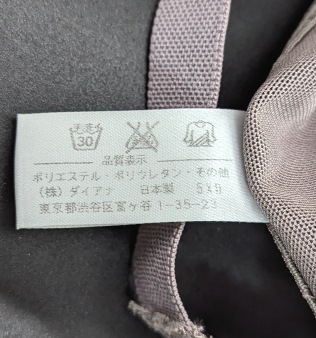 手洗イ
30
品質表示
ポリエステル・ポリウレタン・その他
(株)ダイアナ 日本製 5X9
東京都渋谷区富ヶ谷1-35-23